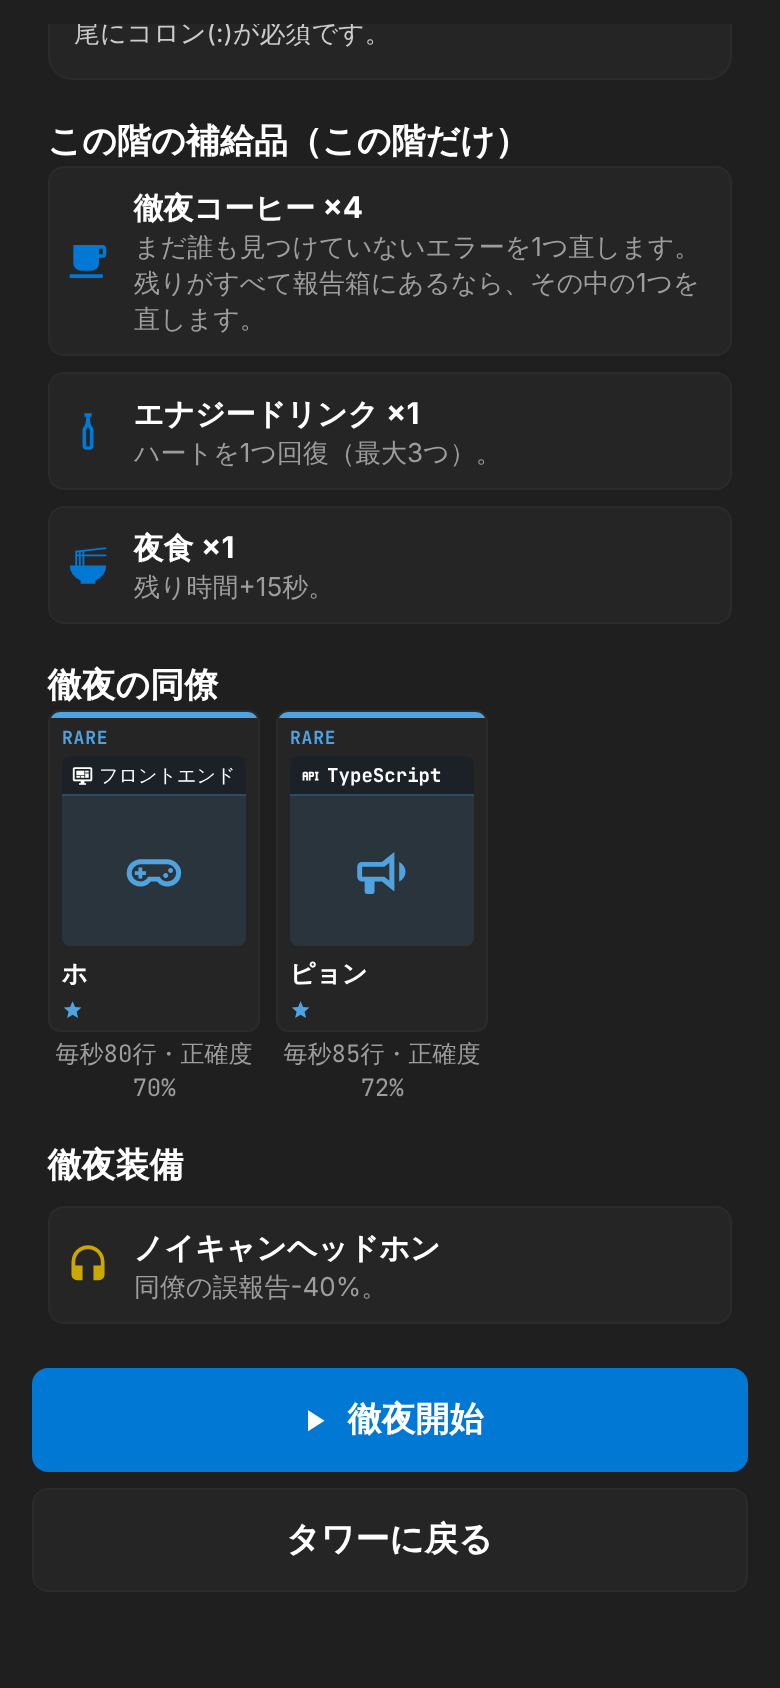 尾にコロン(:)が必須です。
この階の補給品（この階だけ）
徹夜コーヒー ×4
まだ誰も見つけていないエラーを1つ直します。
残りがすべて報告箱にあるなら、その中の1つを
直します。
エナジードリンク ×1
ハートを1つ回復（最大3つ）。
夜食 ×1
残り時間+15秒。
徹夜の同僚
RARE
フロントエンド
ホ
毎秒80行・正確度
70%
RARE
API TypeScript
ピョン
毎秒85行・正確度
72%
徹夜装備
ノイキャンヘッドホン
同僚の誤報告-40%。
徹夜開始
タワーに戻る